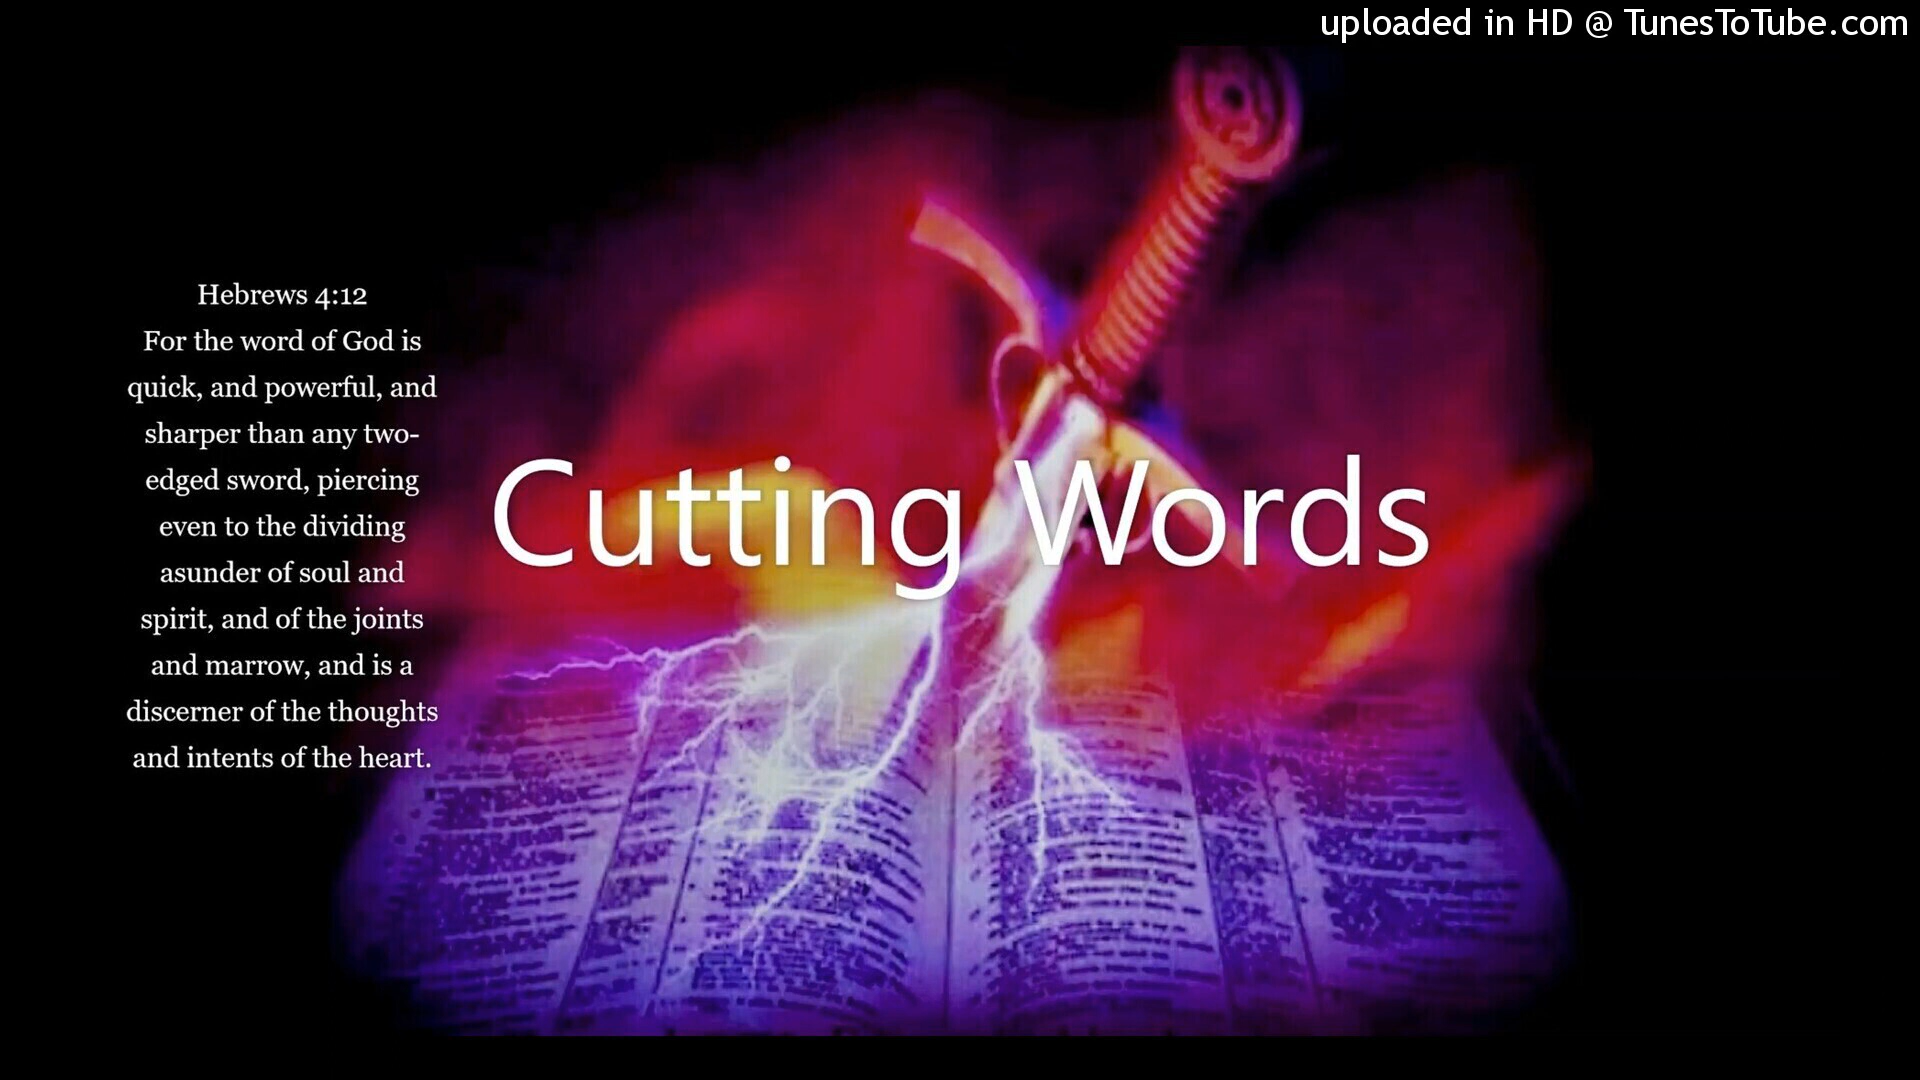 uploaded in HD @ TunesToTube.com
Hebrews 4:12
For the word of God is
quick, and powerful, and
sharper than any two-
edged sword, piercing
even to the dividing
asunder of soul and
spirit, and of the joints
and marrow, and is a
discerner of the thoughts
and intents of the heart.
Cutting Words